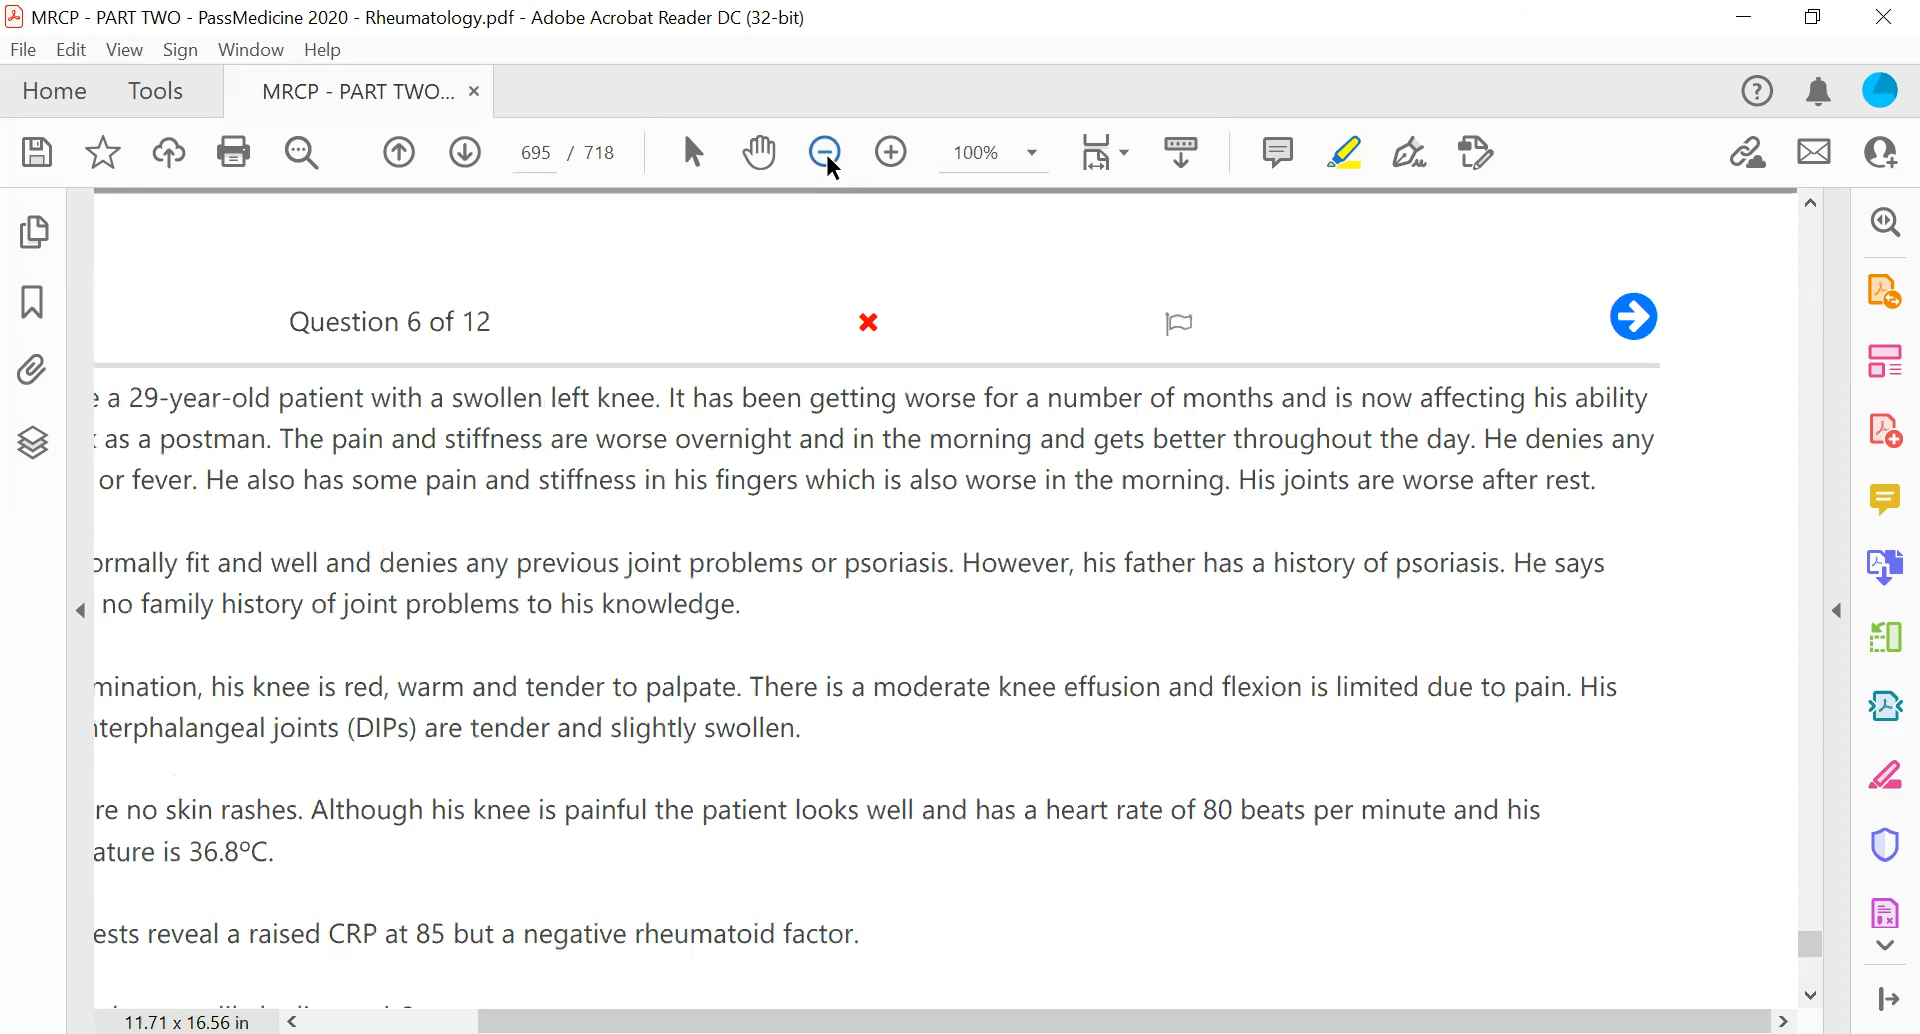 MRCP - PART TWO - PassMedicine 2020 - Rheumatology.pdf - Adobe Acrobat Reader DC (32-bit)
File Edit View Sign Window Help
Home Tools MRCP - PART TWO... ×
695 / 718 100%
Question 6 of 12
a 29-year-old patient with a swollen left knee. It has been getting worse for a number of months and is now affecting his ability
as a postman. The pain and stiffness are worse overnight and in the morning and gets better throughout the day. He denies any
or fever. He also has some pain and stiffness in his fingers which is also worse in the morning. His joints are worse after rest.
ormally fit and well and denies any previous joint problems or psoriasis. However, his father has a history of psoriasis. He says
no family history of joint problems to his knowledge.
mination, his knee is red, warm and tender to palpate. There is a moderate knee effusion and flexion is limited due to pain. His
nterphalangeal joints (DIPs) are tender and slightly swollen.
re no skin rashes. Although his knee is painful the patient looks well and has a heart rate of 80 beats per minute and his
ature is 36.8ºC.
ests reveal a raised CRP at 85 but a negative rheumatoid factor.
11.71 x 16.56 in